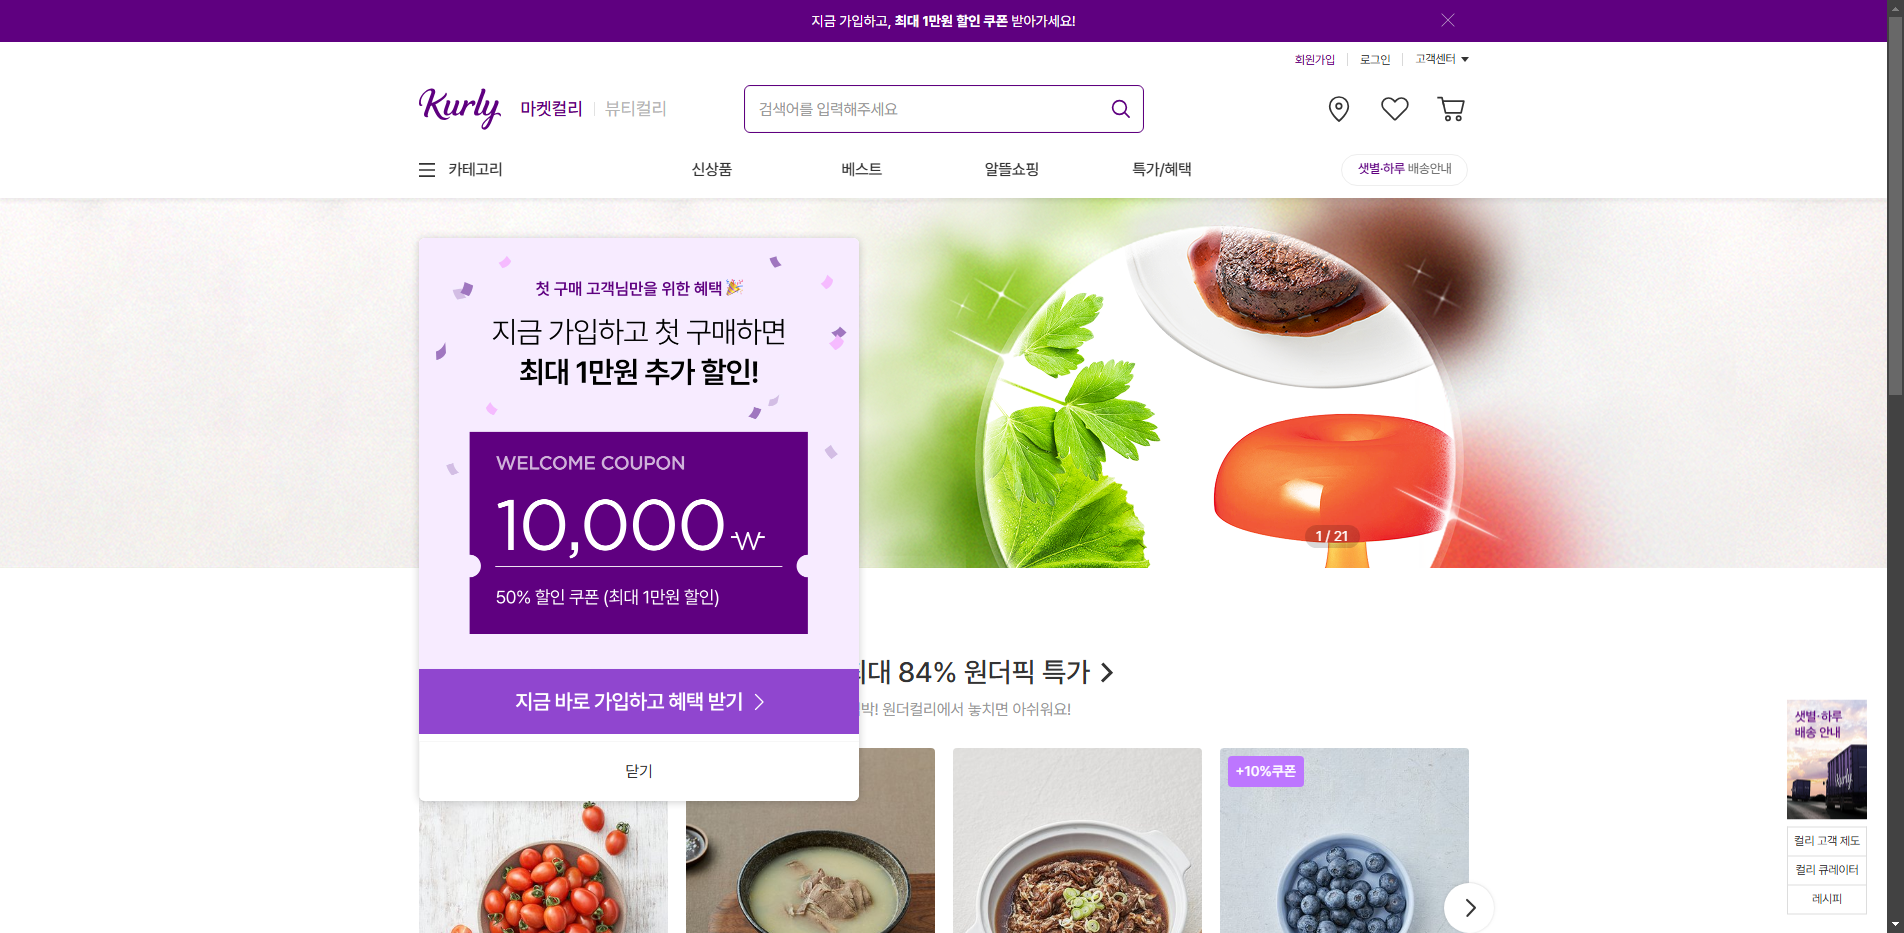 지금 가입하고, 최대 1만원 할인 쿠폰 받아가세요!
회원가입
로그인
고객센터
Kurly
마켓컬리
뷰티컬리
검색어를 입력해주세요
카테고리
신상품
베스트
알뜰쇼핑
특가/혜택
샛별·하루 배송안내
첫 구매 고객님만을 위한 혜택
지금 가입하고 첫 구매하면
최대 1만원 추가 할인!
WELCOME COUPON
10,000₩
50% 할인 쿠폰 (최대 1만원 할인)
지금 바로 가입하고 혜택 받기
닫기
1 / 21
84% 원더픽 특가
원더컬리에서 놓치면 아쉬워요!
+10%쿠폰
샛별·하루
배송 안내
Kurly
컬리 고객 제도
컬리 큐레이터
레시피